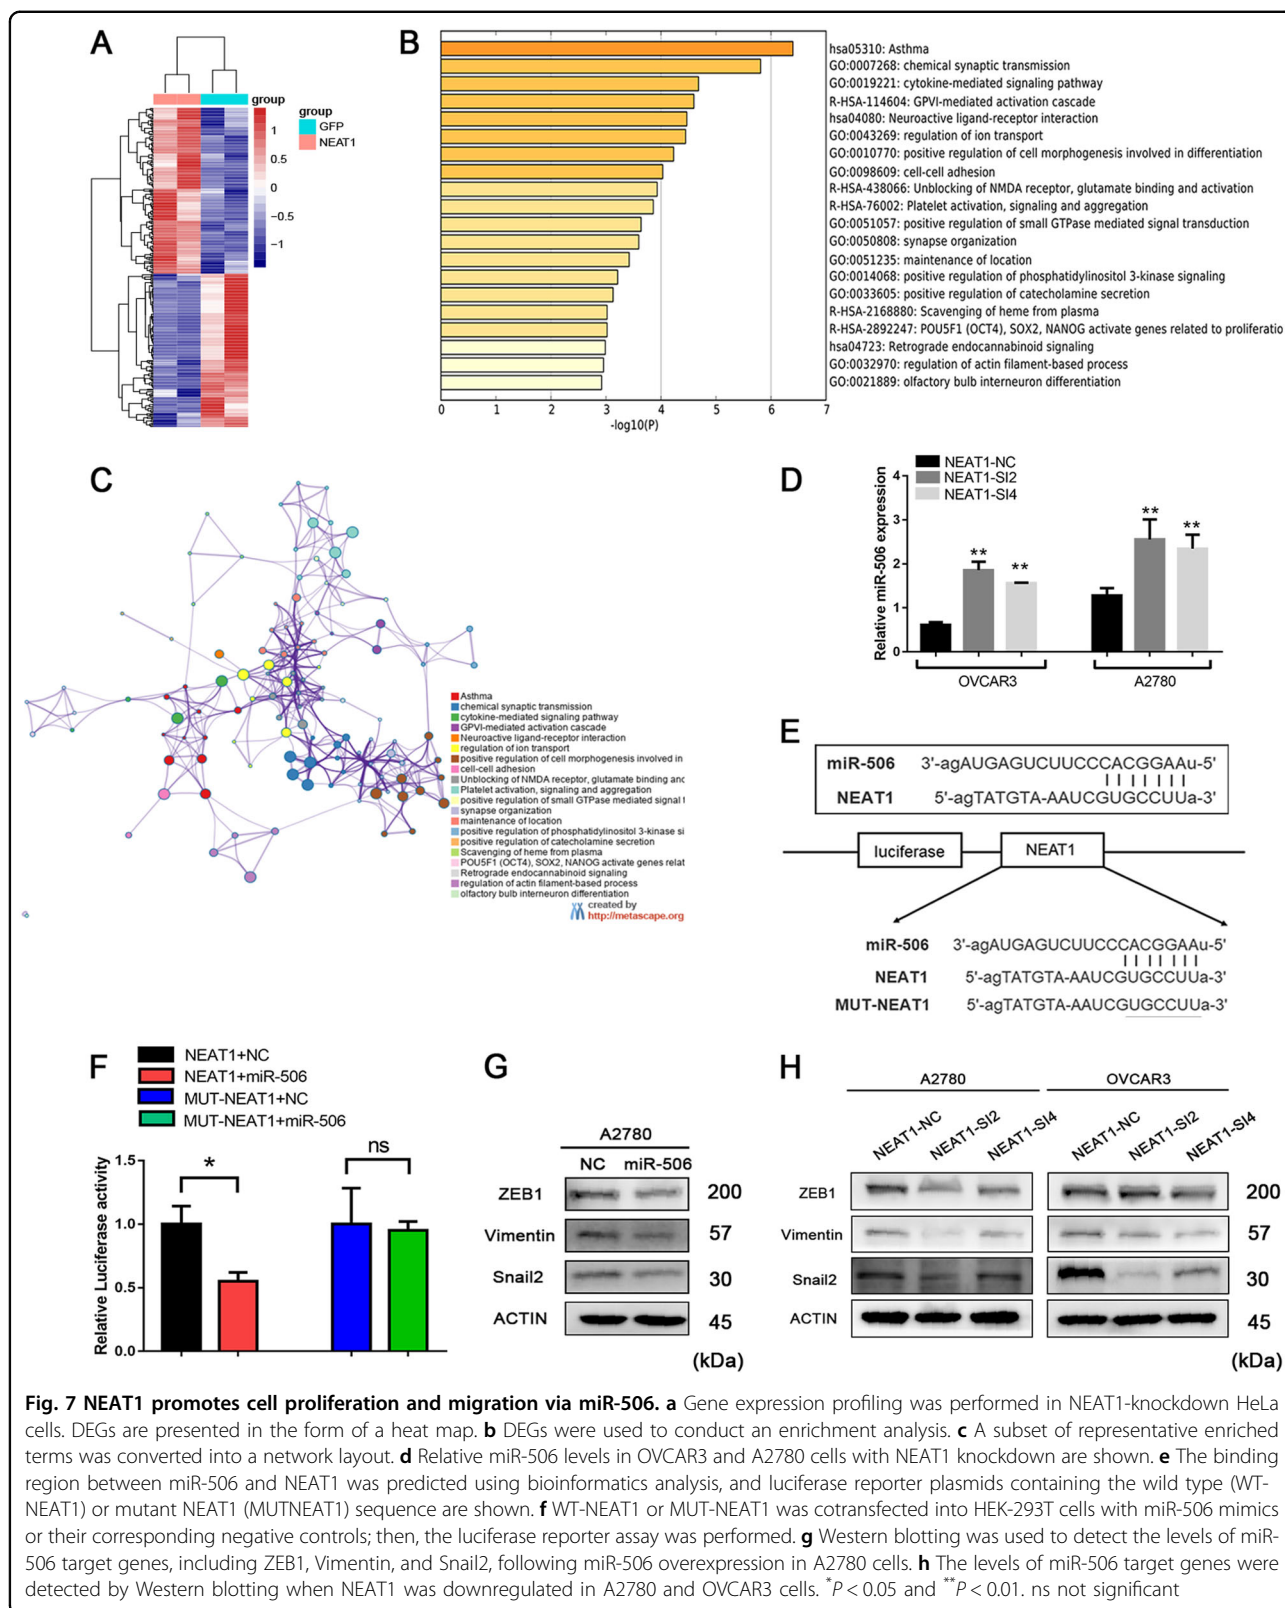 A
group
1
0.5
0
−0.5
−1
group
GFP
NEAT1
B
hsa05310: Asthma
GO:0007268: chemical synaptic transmission
GO:0019221: cytokine-mediated signaling pathway
R-HSA-114604: GPVI-mediated activation cascade
hsa04080: Neuroactive ligand-receptor interaction
GO:0043269: regulation of ion transport
GO:0010770: positive regulation of cell morphogenesis involved in differentiation
GO:0098609: cell-cell adhesion
R-HSA-438066: Unblocking of NMDA receptor, glutamate binding and activation
R-HSA-76002: Platelet activation, signaling and aggregation
GO:0051057: positive regulation of small GTPase mediated signal transduction
GO:0050808: synapse organization
GO:0051235: maintenance of location
GO:0014068: positive regulation of phosphatidylinositol 3-kinase signaling
GO:0033605: positive regulation of catecholamine secretion
R-HSA-2168880: Scavenging of heme from plasma
R-HSA-2892247: POU5F1 (OCT4), SOX2, NANOG activate genes related to proliferatio
hsa04723: Retrograde endocannabinoid signaling
GO:0032970: regulation of actin filament-based process
GO:0021889: olfactory bulb interneuron differentiation
0 1 2 3 4 5 6 7
-log10(P)
C
Asthma
chemical synaptic transmission
cytokine-mediated signaling pathway
GPVI-mediated activation cascade
Neuroactive ligand-receptor interaction
regulation of ion transport
positive regulation of cell morphogenesis involved in
cell-cell adhesion
Unblocking of NMDA receptor, glutamate binding and
Platelet activation, signaling and aggregation
positive regulation of small GTPase mediated signal t
synapse organization
maintenance of location
positive regulation of phosphatidylinositol 3-kinase si
positive regulation of catecholamine secretion
Scavenging of heme from plasma
POU5F1 (OCT4), SOX2, NANOG activate genes relat
Retrograde endocannabinoid signaling
regulation of actin filament-based process
olfactory bulb interneuron differentiation
created by
http://metascape.org
D
NEAT1-NC
NEAT1-SI2
NEAT1-SI4
Relative miR-506 expression
4
3
2
1
0
** ** ** **
OVCAR3 A2780
E
miR-506 3'-agAUGAGUCUUCCCACGGAAu-5'
NEAT1 5'-agTATGTA-AAUCGUGCCUUa-3'
luciferase NEAT1
miR-506 3'-agAUGAGUCUUCCCACGGAAu-5'
NEAT1 5'-agTATGTA-AAUCGUGCCUUa-3'
MUT-NEAT1 5'-agTATGTA-AAUCGUGCCUUa-3'
F
NEAT1+NC
NEAT1+miR-506
MUT-NEAT1+NC
MUT-NEAT1+miR-506
Relative Luciferase activity
1.5
1.0
0.5
0.0
* ns
G
A2780
NC miR-506
ZEB1 200
Vimentin 57
Snail2 30
ACTIN 45
(kDa)
H
A2780 OVCAR3
NEAT1-NC NEAT1-SI2 NEAT1-SI4 NEAT1-NC NEAT1-SI2 NEAT1-SI4
ZEB1 200
Vimentin 57
Snail2 30
ACTIN 45
(kDa)
Fig. 7 NEAT1 promotes cell proliferation and migration via miR-506. a Gene expression profiling was performed in NEAT1-knockdown HeLa
cells. DEGs are presented in the form of a heat map. b DEGs were used to conduct an enrichment analysis. c A subset of representative enriched
terms was converted into a network layout. d Relative miR-506 levels in OVCAR3 and A2780 cells with NEAT1 knockdown are shown. e The binding
region between miR-506 and NEAT1 was predicted using bioinformatics analysis, and luciferase reporter plasmids containing the wild type (WT-
NEAT1) or mutant NEAT1 (MUTNEAT1) sequence are shown. f WT-NEAT1 or MUT-NEAT1 was cotransfected into HEK-293T cells with miR-506 mimics
or their corresponding negative controls; then, the luciferase reporter assay was performed. g Western blotting was used to detect the levels of miR-
506 target genes, including ZEB1, Vimentin, and Snail2, following miR-506 overexpression in A2780 cells. h The levels of miR-506 target genes were
detected by Western blotting when NEAT1 was downregulated in A2780 and OVCAR3 cells. *P < 0.05 and **P < 0.01. ns not significant